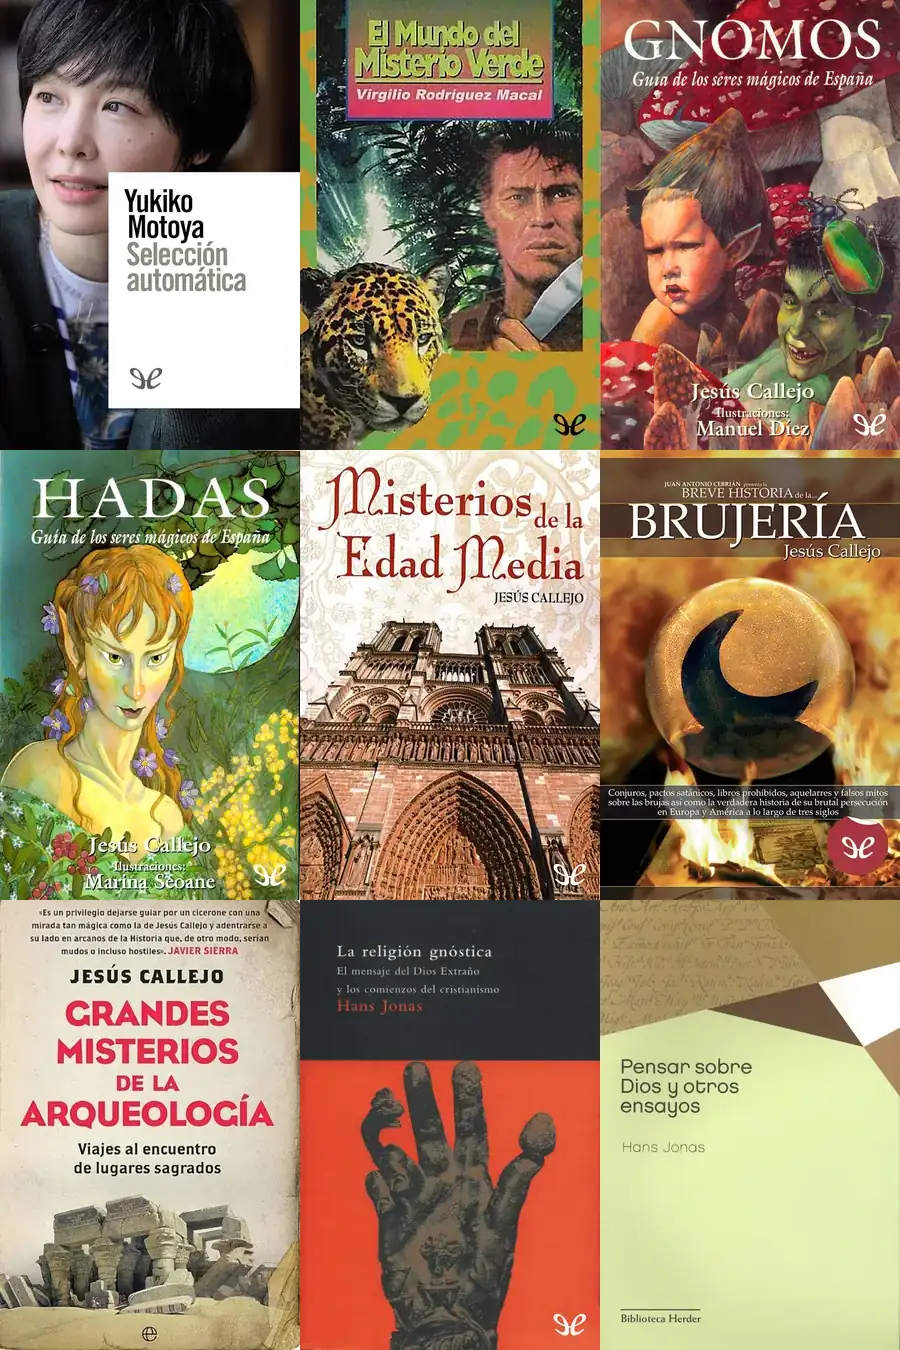 Yukiko
Motoya
Selección
automática
El Mundo del
Misterio Verde
Virgilio Rodríguez Macal
GNOMOS
Guía de los seres mágicos de España
Jesús Callejo
Ilustraciones:
Manuel Díez
HADAS
Guía de los seres mágicos de España
Jesús Callejo
Ilustraciones:
Marina Seoane
Misterios
de la
Edad Media
JESÚS CALLEJO
JUAN ANTONIO CEBRIÁN presenta la
BREVE HISTORIA de la...
BRUJERÍA
Jesús Callejo
Conjuros, pactos satánicos, libros prohibidos, aquelarres y falsos mitos
sobre las brujas así como la verdadera historia de su brutal persecución
en Europa y América a lo largo de tres siglos
«Es un privilegio dejarse guiar por un cicerone con una
mirada tan mágica como la de Jesús Callejo y adentrarse a
su lado en arcanos de la Historia que, de otro modo, serían
mudos o incluso hostiles». JAVIER SIERRA
JESÚS CALLEJO
GRANDES
MISTERIOS
DE LA
ARQUEOLOGÍA
Viajes al encuentro
de lugares sagrados
La religión gnóstica
El mensaje del Dios Extraño
y los comienzos del cristianismo
Hans Jonas
Pensar sobre
Dios y otros
ensayos
Hans Jonas
Biblioteca Herder